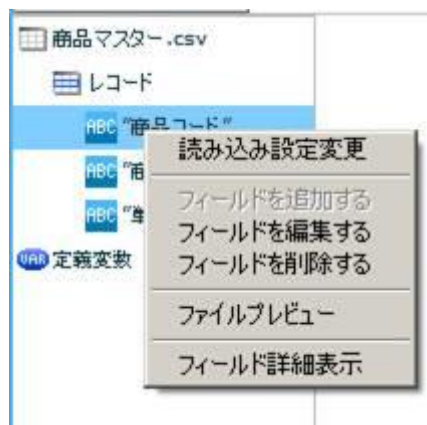 商品マスター.csv
レコード
ABC "商品コード"
読み込み設定変更
ABC
フィールドを追加する
ABC
フィールドを編集する
VAR 定義変数
フィールドを削除する
ファイルプレビュー
フィールド詳細表示